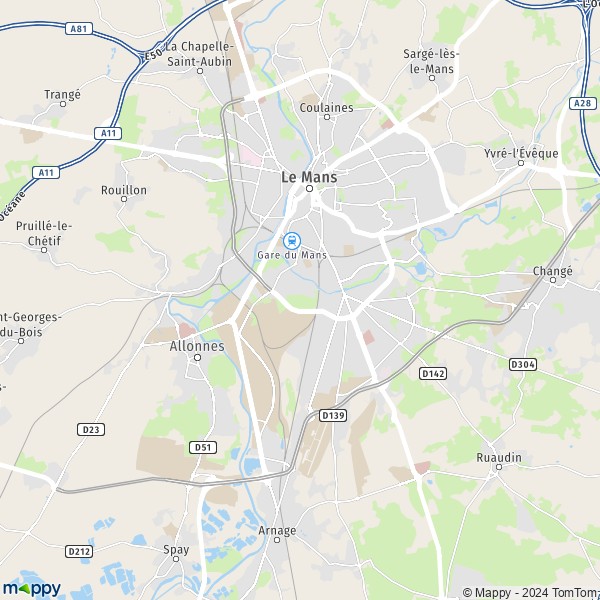 A81
E50
La Chapelle-
Saint-Aubin
Sargé-lès-
le-Mans
Trangé
Coulaines
A28
A11
Yvré-l'Évêque
A11
Le Mans
Rouillon
Océane
Pruillé-le-
Chétif
Gare du Mans
Changé
nt-Georges-
du-Bois
Allonnes
D304
D142
D139
D23
D51
Ruaudin
Arnage
D212
Spay
mappy
© Mappy - 2024 TomTom